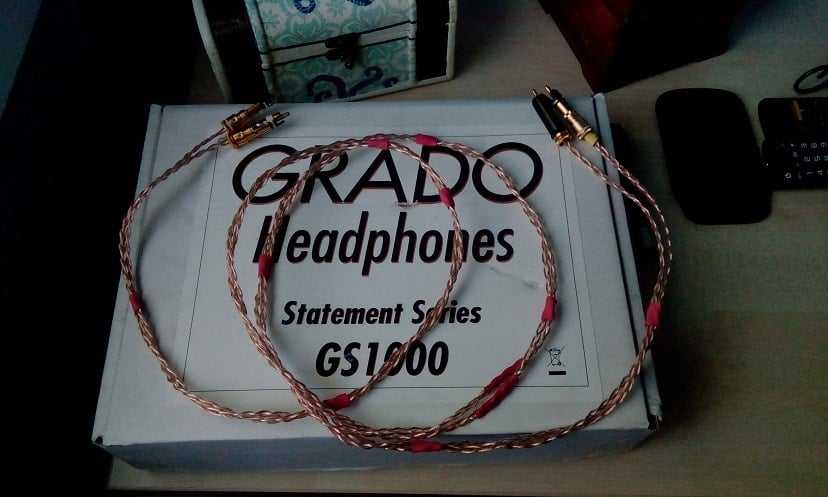 GRADO
Headphones
Statement Series
GS1000